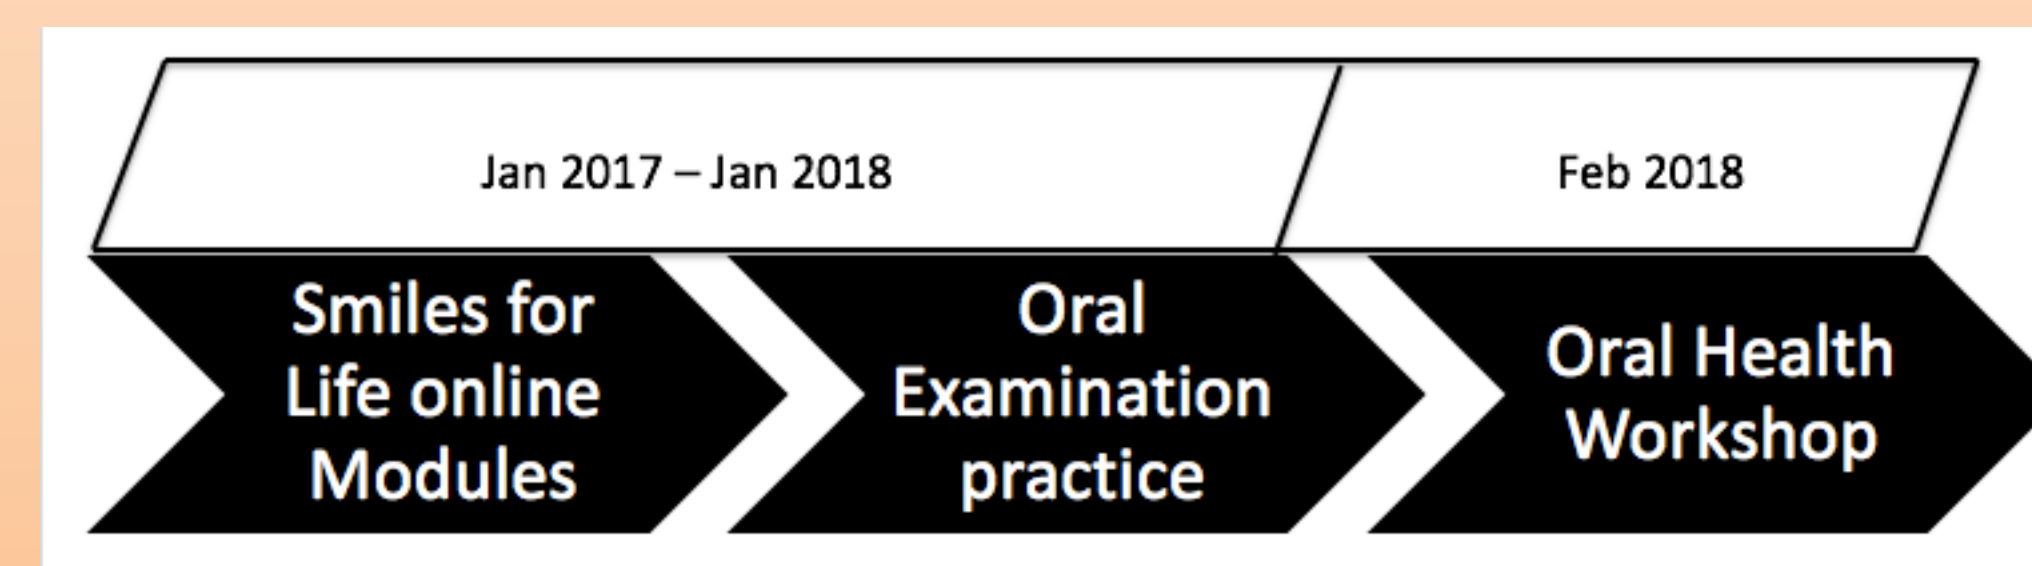 Jan 2017 – Jan 2018
Feb 2018
Smiles for
Life online
Modules
Oral
Examination
practice
Oral Health
Workshop